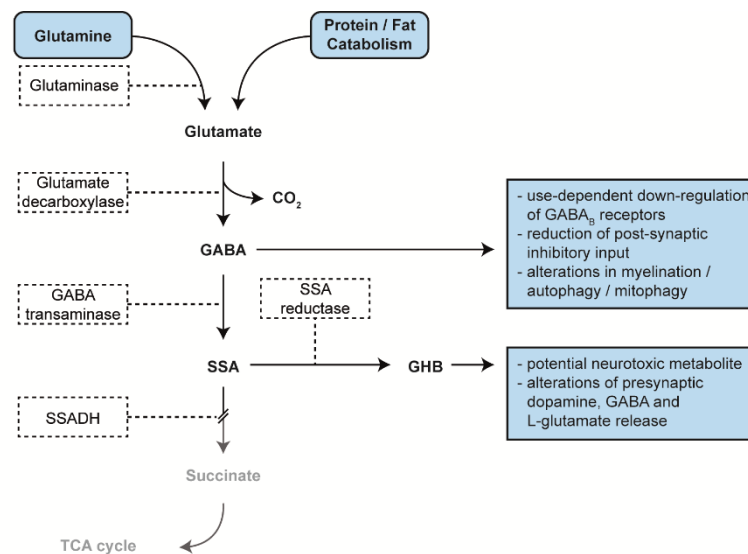 Glutamine
Protein / Fat
Catabolism
Glutaminase
Glutamate
Glutamate
decarboxylase
CO₂
GABA
- use-dependent down-regulation
of GABA_B receptors
- reduction of post-synaptic
inhibitory input
- alterations in myelination /
autophagy / mitophagy
GABA
transaminase
SSA
reductase
SSA
GHB
- potential neurotoxic metabolite
- alterations of presynaptic
dopamine, GABA and
L-glutamate release
SSADH
Succinate
TCA cycle